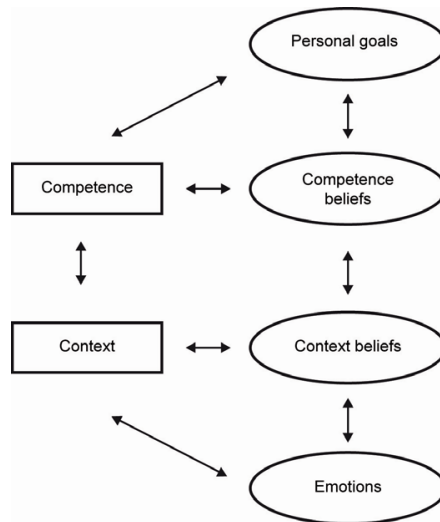 Personal goals
Competence
Competence
beliefs
Context
Context beliefs
Emotions